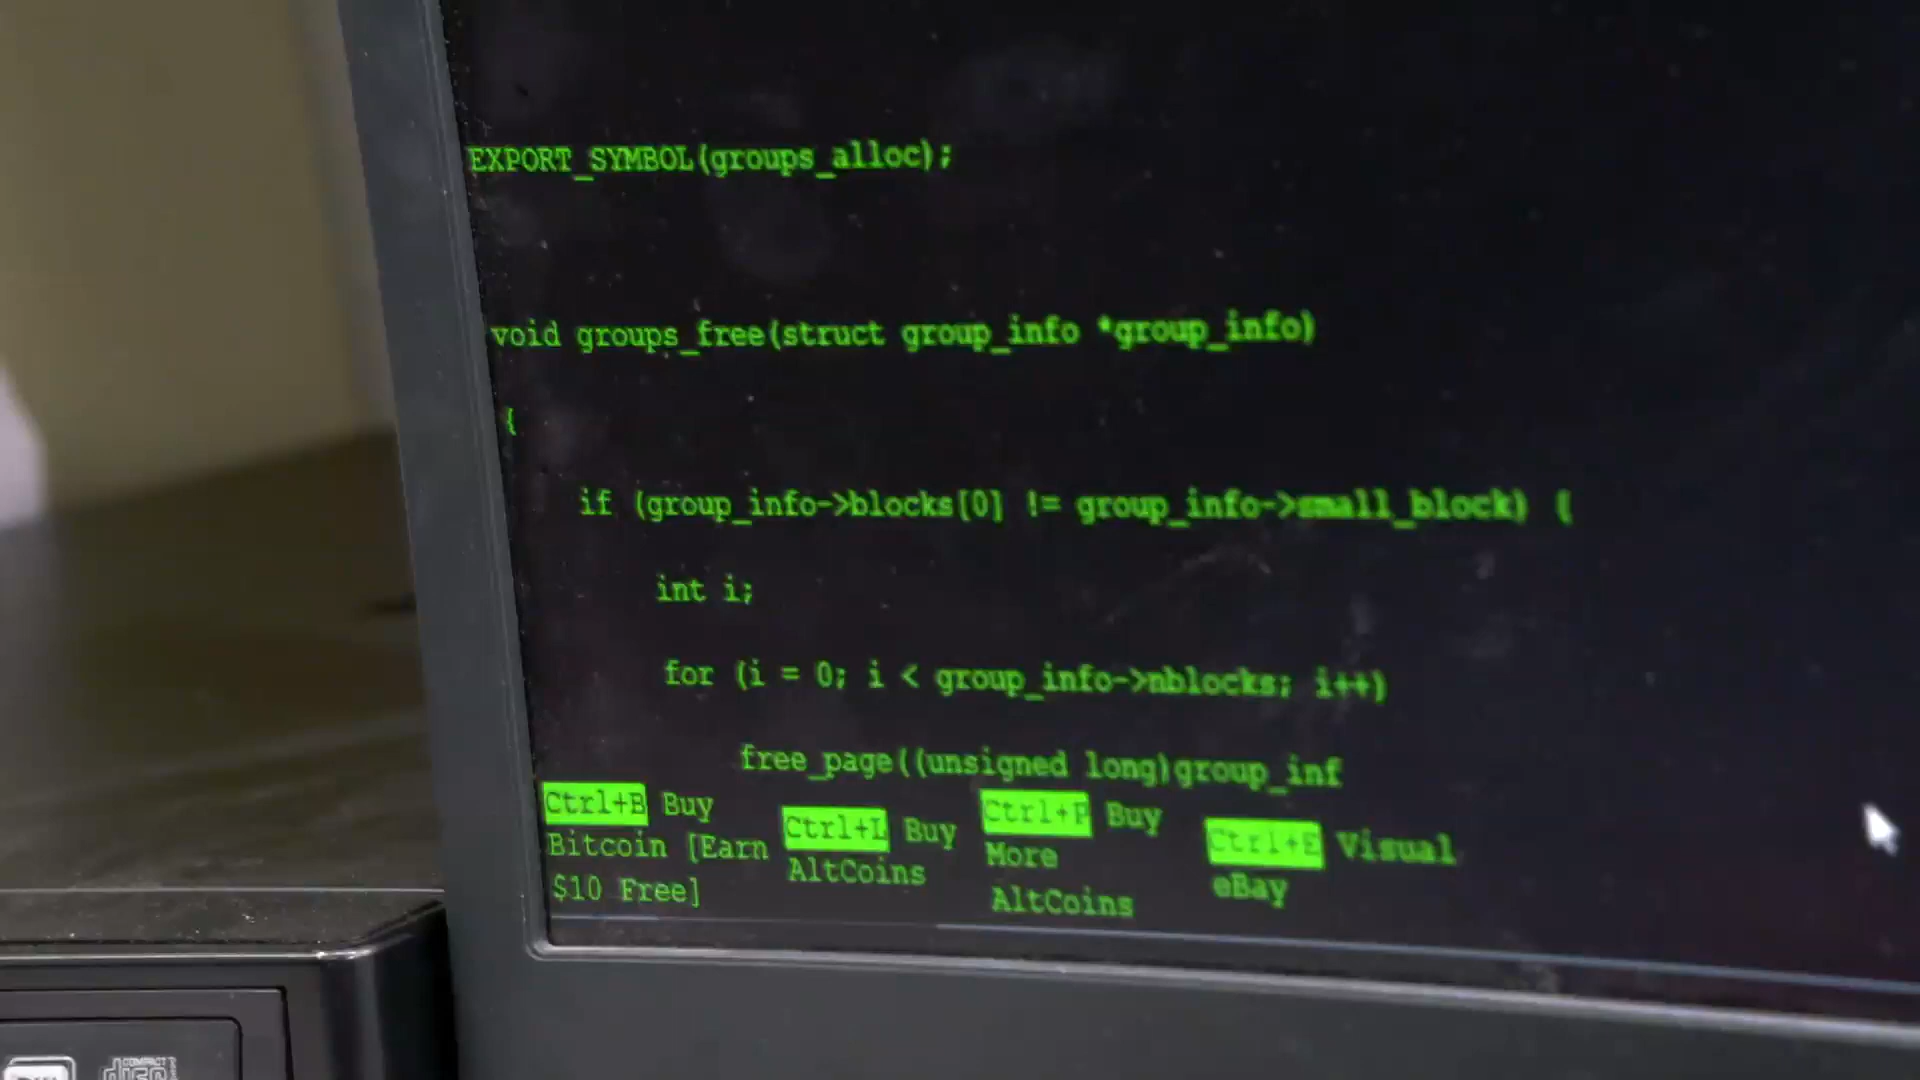 EXPORT_SYMBOL(groups_alloc);
void groups_free(struct group_info *group_info)
{
if (group_info->blocks[0] != group_info->small_block) {
int i;
for (i = 0; i < group_info->nblocks; i++)
free_page((unsigned long)group_inf
Ctrl+B Buy
Bitcoin [Earn
$10 Free]
Ctrl+L Buy
AltCoins
Ctrl+P Buy
More
AltCoins
Ctrl+E Visual
eBay
COMPACT
disc